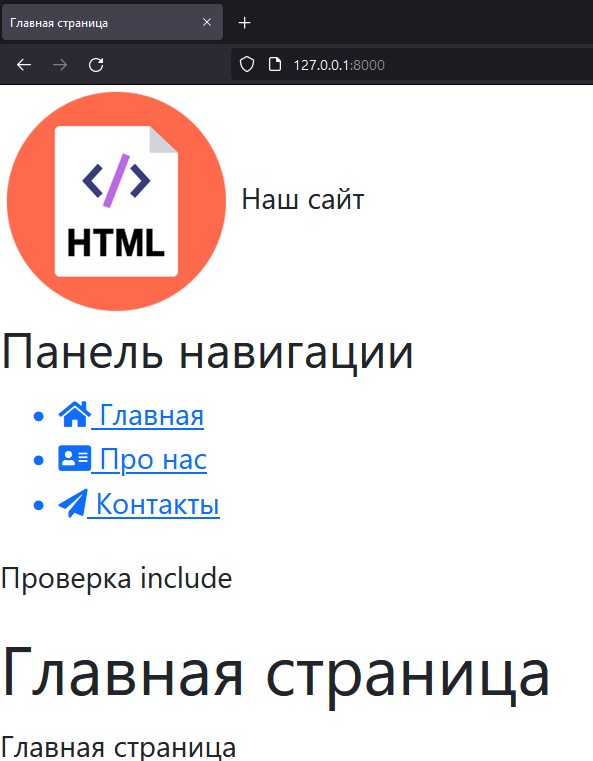 Главная страница
127.0.0.1:8000
</>
HTML
Наш сайт
Панель навигации
Главная
Про нас
Контакты
Проверка include
Главная страница
Главная страница